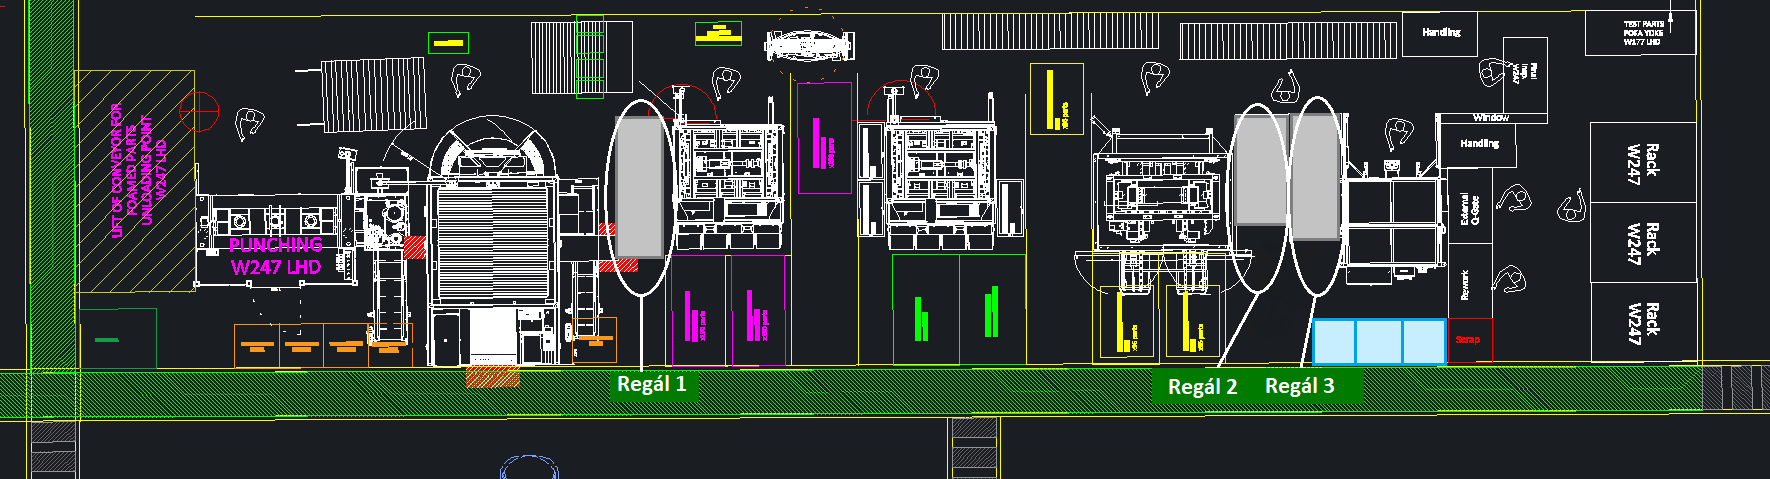 Handling
TEST PARTS
POKA YOKE
W177 LHD
Window
Handling
LIFT OF CONVEYOR FOR
FOAMED PARTS
UNLOADING POINT
W247 LHD
PUNCHING
W247 LHD
External
Q-Gate
Rework
Scrap
Rack
W247
Rack
W247
Rack
W247
Regál 1
Regál 2
Regál 3